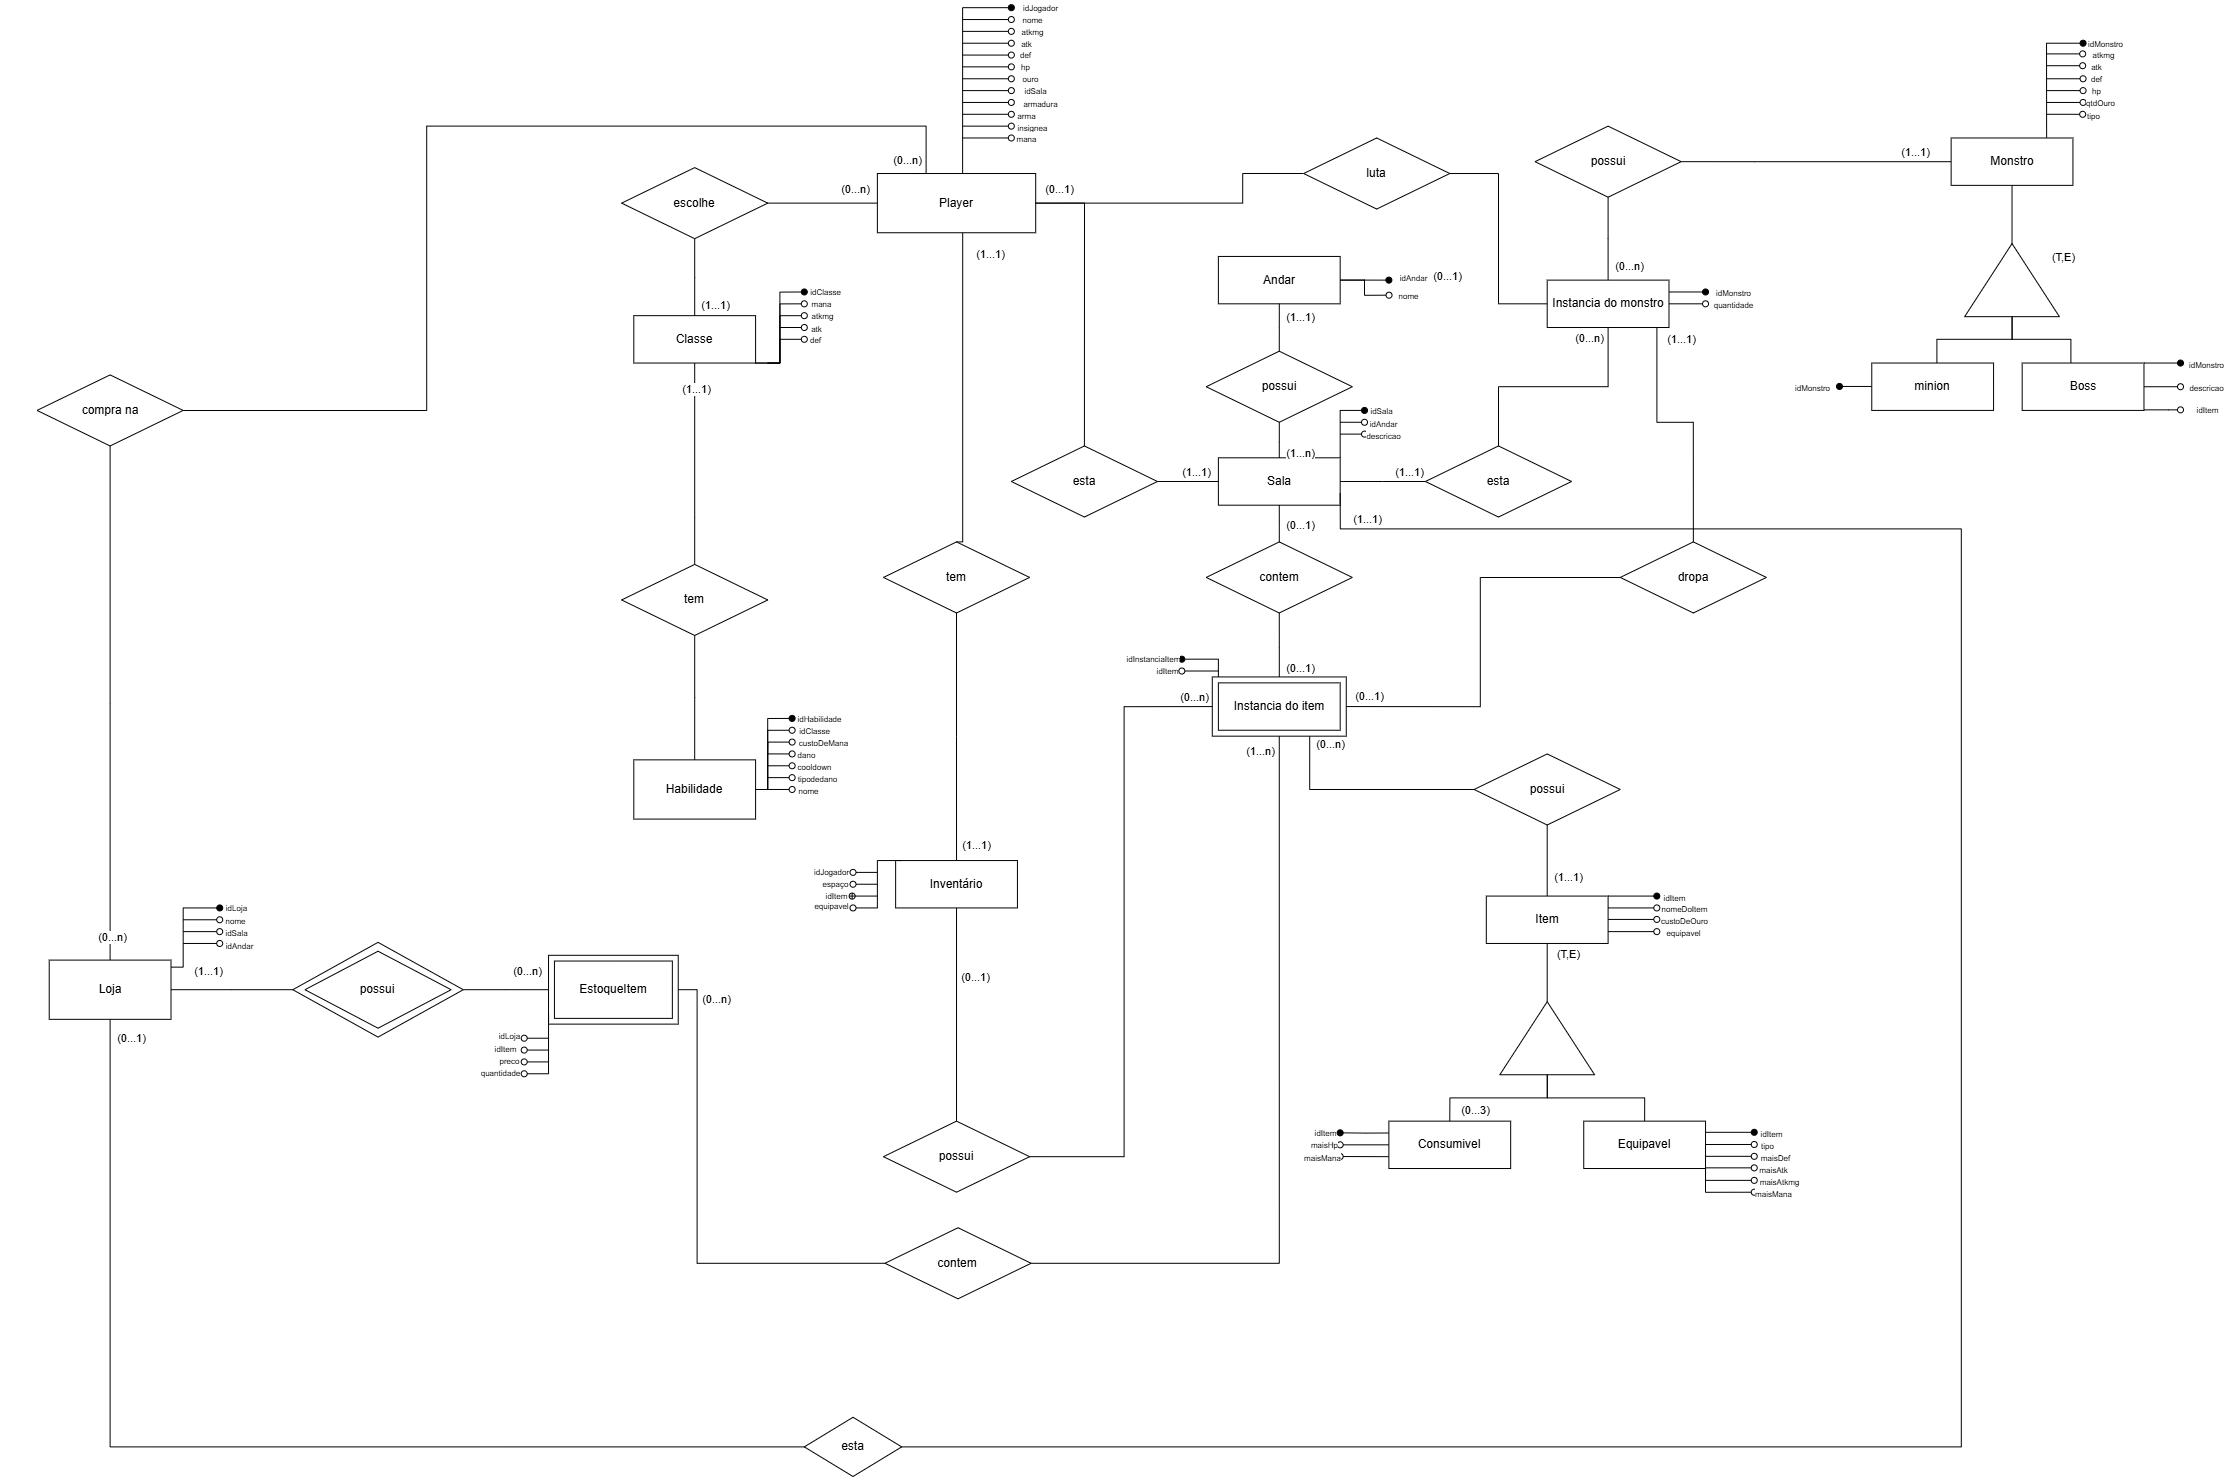 idJogador
nome
atkmg
atk
def
hp
ouro
idSala
armadura
arma
insignea
mana
(0...n)
(0...n)
Player
(0...1)
(1...1)
escolhe
(1...1)
Classe
idClasse
mana
atkmg
atk
def
(1...1)
luta
possui
(1...1)
Monstro
idMonstro
atkmg
atk
def
hp
qtdOuro
tipo
(T,E)
minion
idMonstro
Boss
idMonstro
descricao
idItem
(0...n)
Instancia do monstro
idMonstro
quantidade
(0...n)
(1...1)
Andar
idAndar
(0...1)
nome
(1...1)
possui
idSala
idAndar
descricao
(1...n)
esta
(1...1)
Sala
(1...1)
esta
(0...1)
(1...1)
compra na
tem
tem
contem
dropa
idInstanciaItem
idItem
(0...1)
(0...n)
Instancia do item
(0...1)
(1...n)
(0...n)
Habilidade
idHabilidade
idClasse
custoDeMana
dano
cooldown
tipodedano
nome
possui
(1...1)
(1...1)
idJogador
espaço
idItem
equipavel
Inventário
(0...1)
Item
idItem
nomeDoItem
custoDeOuro
equipavel
(T,E)
(0...n)
idLoja
nome
idSala
idAndar
Loja
(1...1)
(0...1)
possui
(0...n)
EstoqueItem
(0...n)
idLoja
idItem
preco
quantidade
(0...3)
idItem
maisHp
maisMana
Consumivel
Equipavel
idItem
tipo
maisDef
maisAtk
maisAtkmg
maisMana
possui
contem
esta